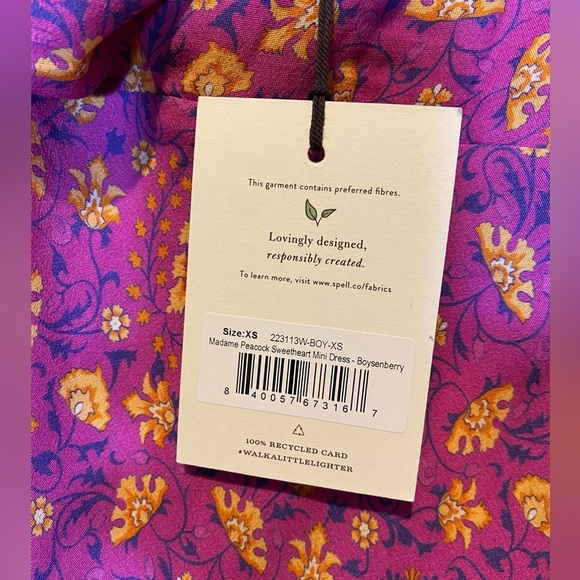 This garment contains preferred fibres.
Lovingly designed,
responsibly created.
To learn more, visit www.spell.co/fabrics
Size:XS 223113W-BOY-XS
Madame Peacock Sweetheart Mini Dress - Boysenberry
8 40057 67316 7
100% RECYCLED CARD
#WALKALITTLELIGHTER